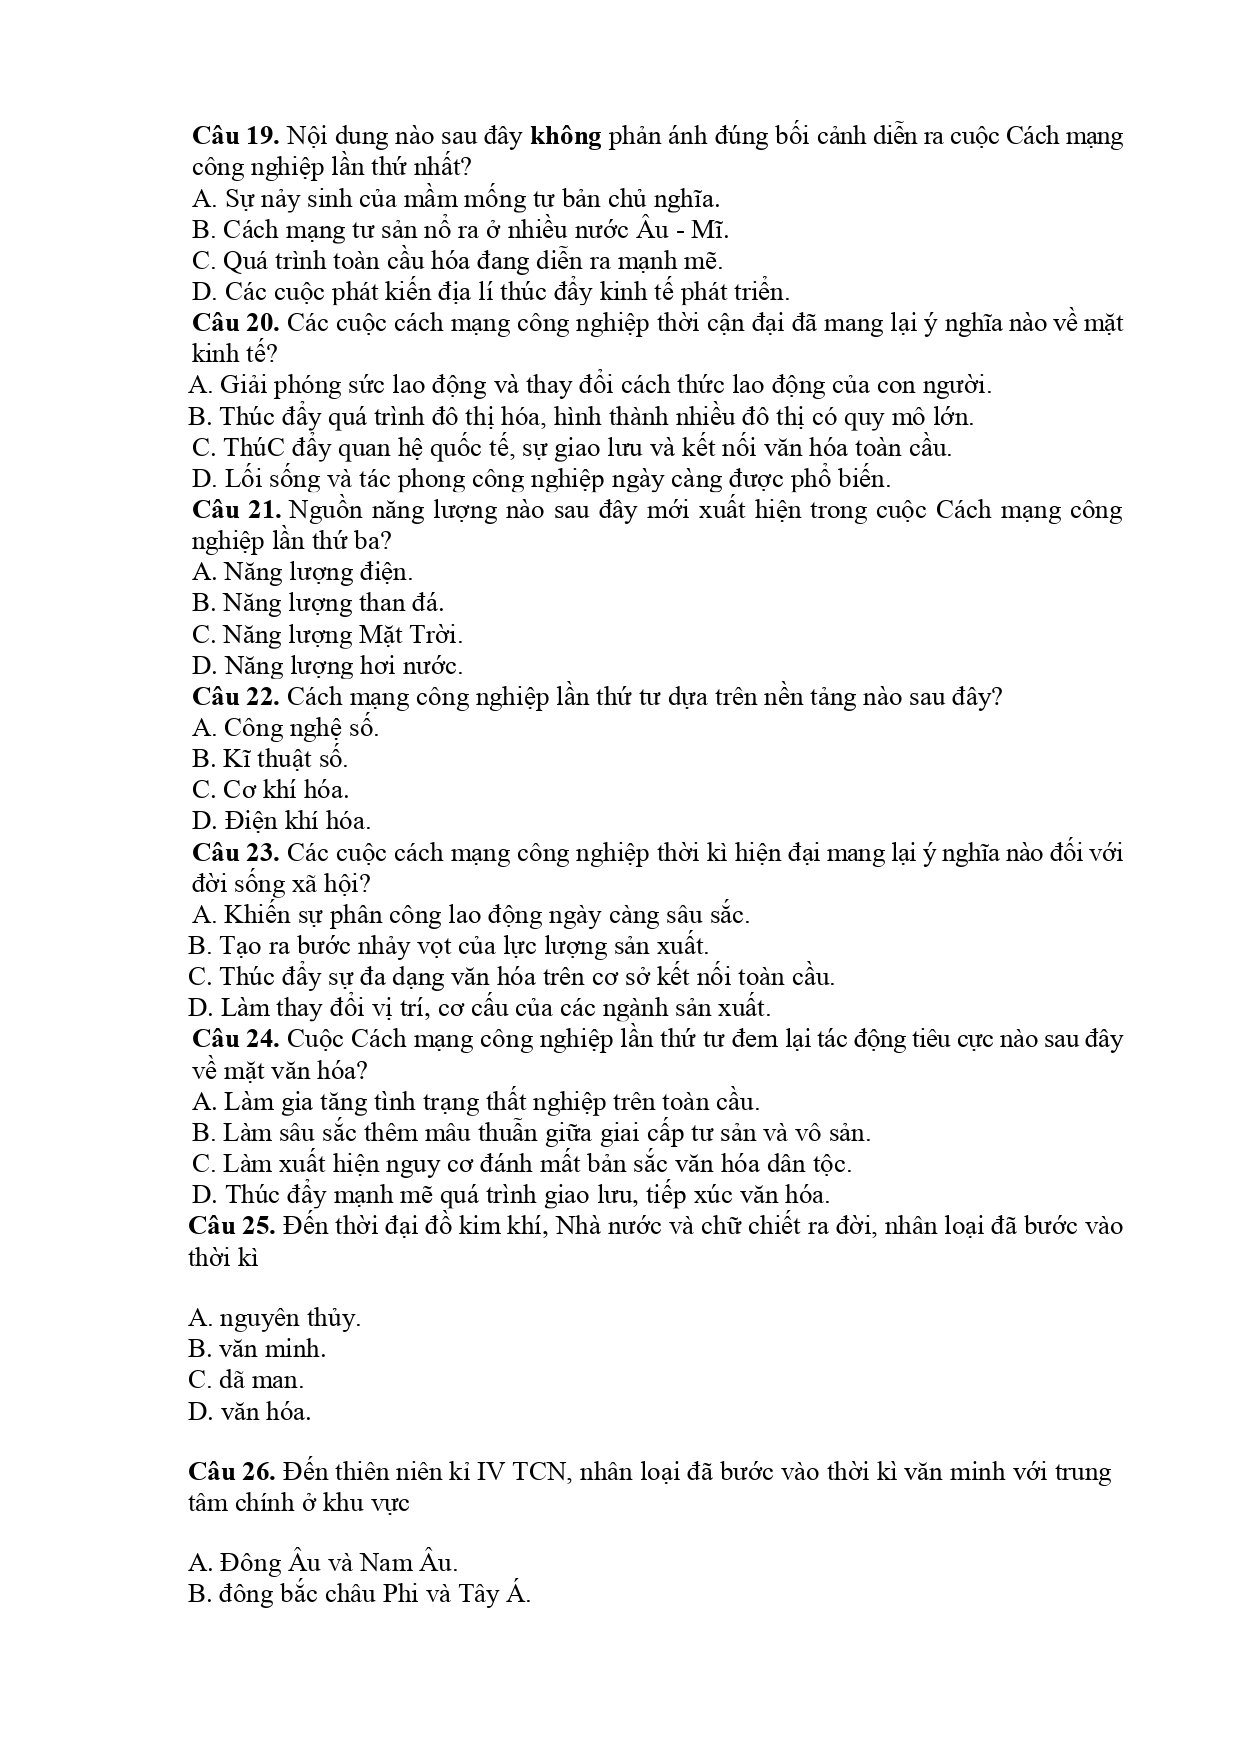 Câu 19. Nội dung nào sau đây không phản ánh đúng bối cảnh diễn ra cuộc Cách mạng
công nghiệp lần thứ nhất?
A. Sự nảy sinh của mầm mống tư bản chủ nghĩa.
B. Cách mạng tư sản nổ ra ở nhiều nước Âu - Mĩ.
C. Quá trình toàn cầu hóa đang diễn ra mạnh mẽ.
D. Các cuộc phát kiến địa lí thúc đẩy kinh tế phát triển.
Câu 20. Các cuộc cách mạng công nghiệp thời cận đại đã mang lại ý nghĩa nào về mặt
kinh tế?
A. Giải phóng sức lao động và thay đổi cách thức lao động của con người.
B. Thúc đẩy quá trình đô thị hóa, hình thành nhiều đô thị có quy mô lớn.
C. ThúC đẩy quan hệ quốc tế, sự giao lưu và kết nối văn hóa toàn cầu.
D. Lối sống và tác phong công nghiệp ngày càng được phổ biến.
Câu 21. Nguồn năng lượng nào sau đây mới xuất hiện trong cuộc Cách mạng công
nghiệp lần thứ ba?
A. Năng lượng điện.
B. Năng lượng than đá.
C. Năng lượng Mặt Trời.
D. Năng lượng hơi nước.
Câu 22. Cách mạng công nghiệp lần thứ tư dựa trên nền tảng nào sau đây?
A. Công nghệ số.
B. Kĩ thuật số.
C. Cơ khí hóa.
D. Điện khí hóa.
Câu 23. Các cuộc cách mạng công nghiệp thời kì hiện đại mang lại ý nghĩa nào đối với
đời sống xã hội?
A. Khiến sự phân công lao động ngày càng sâu sắc.
B. Tạo ra bước nhảy vọt của lực lượng sản xuất.
C. Thúc đẩy sự đa dạng văn hóa trên cơ sở kết nối toàn cầu.
D. Làm thay đổi vị trí, cơ cấu của các ngành sản xuất.
Câu 24. Cuộc Cách mạng công nghiệp lần thứ tư đem lại tác động tiêu cực nào sau đây
về mặt văn hóa?
A. Làm gia tăng tình trạng thất nghiệp trên toàn cầu.
B. Làm sâu sắc thêm mâu thuẫn giữa giai cấp tư sản và vô sản.
C. Làm xuất hiện nguy cơ đánh mất bản sắc văn hóa dân tộc.
D. Thúc đẩy mạnh mẽ quá trình giao lưu, tiếp xúc văn hóa.
Câu 25. Đến thời đại đồ kim khí, Nhà nước và chữ chiết ra đời, nhân loại đã bước vào
thời kì
A. nguyên thủy.
B. văn minh.
C. dã man.
D. văn hóa.
Câu 26. Đến thiên niên kỉ IV TCN, nhân loại đã bước vào thời kì văn minh với trung
tâm chính ở khu vực
A. Đông Âu và Nam Âu.
B. đông bắc châu Phi và Tây Á.